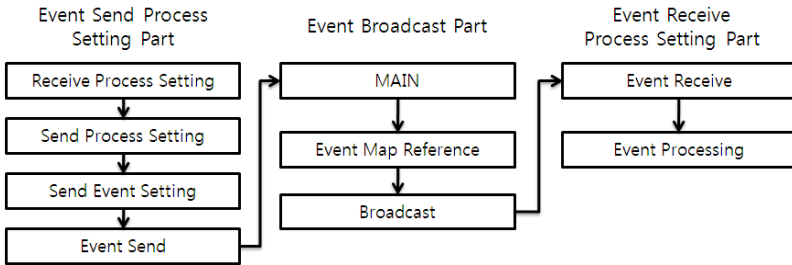 Event Send Process
Setting Part
Receive Process Setting
Send Process Setting
Send Event Setting
Event Send
Event Broadcast Part
MAIN
Event Map Reference
Broadcast
Event Receive
Process Setting Part
Event Receive
Event Processing